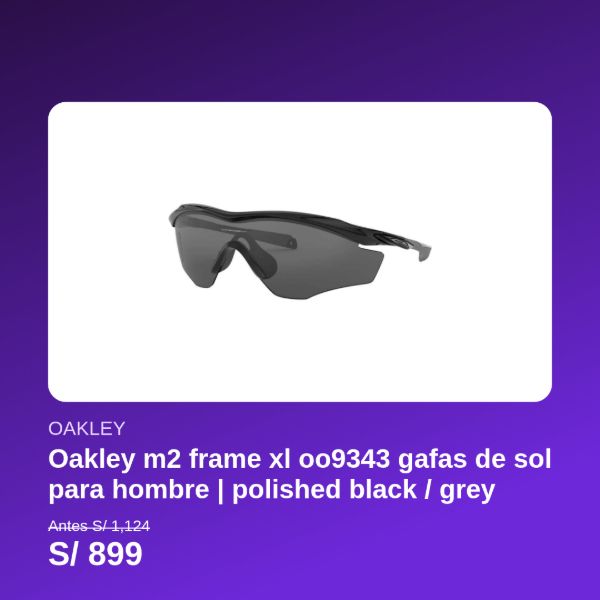 OAKLEY
Oakley m2 frame xl oo9343 gafas de sol
para hombre | polished black / grey
Antes S/ 1,124
S/ 899